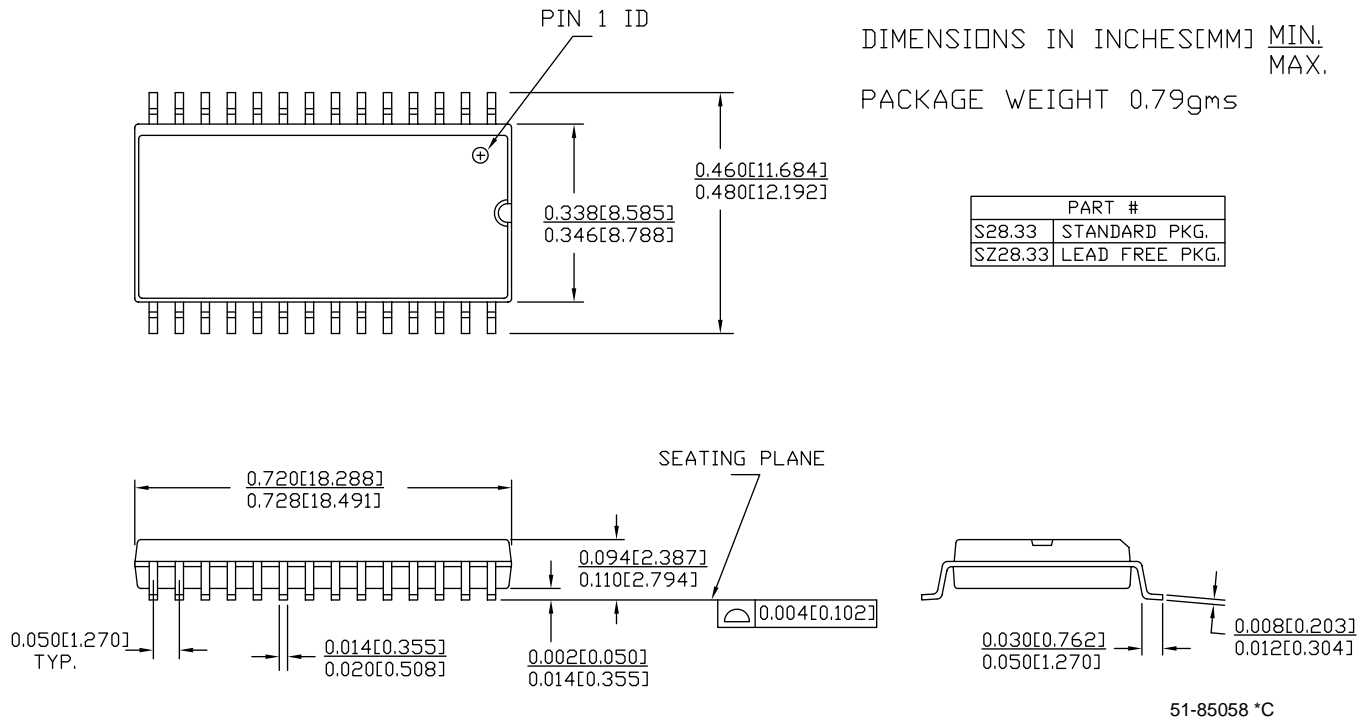 PIN 1 ID
DIMENSIONS IN INCHES[MM] MIN.
MAX.
PACKAGE WEIGHT 0.79gms
0.460[11.684]
0.480[12.192]
0.338[8.585]
0.346[8.788]
PART #
S28.33 STANDARD PKG.
SZ28.33 LEAD FREE PKG.
SEATING PLANE
0.720[18.288]
0.728[18.491]
0.094[2.387]
0.110[2.794]
0.004[0.102]
0.050[1.270]
TYP.
0.014[0.355]
0.020[0.508]
0.002[0.050]
0.014[0.355]
0.030[0.762]
0.050[1.270]
0.008[0.203]
0.012[0.304]
51-85058 *C